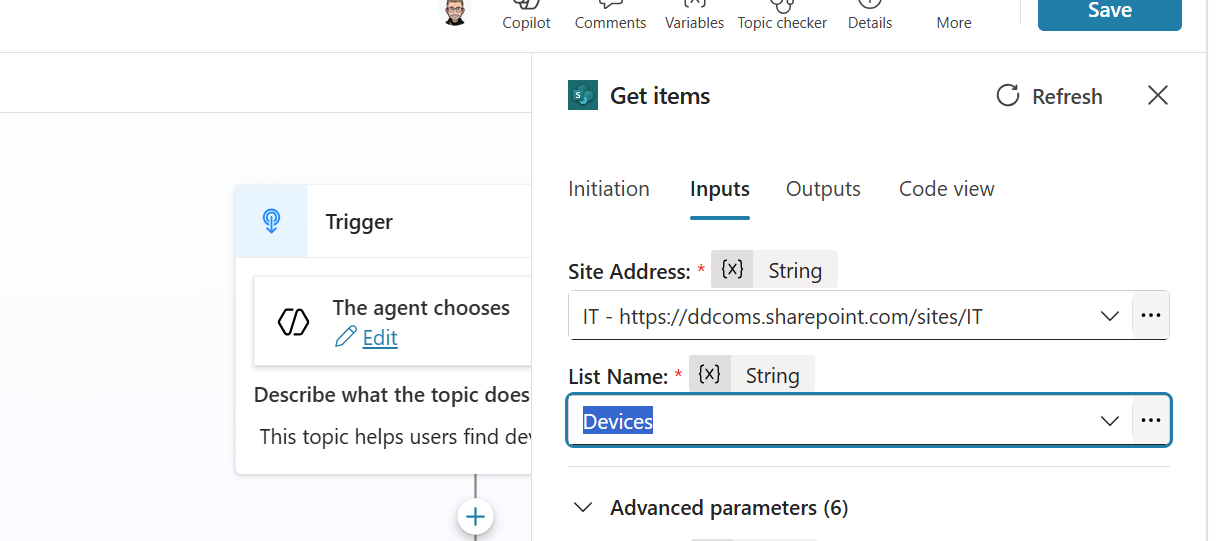 Copilot
Comments
Variables
Topic checker
Details
More
Save
Get items
Refresh
Initiation
Inputs
Outputs
Code view
Trigger
The agent chooses
Edit
Describe what the topic does
This topic helps users find
Site Address: * {x} String
IT - https://ddcoms.sharepoint.com/sites/IT
List Name: * {x} String
Devices
Advanced parameters (6)